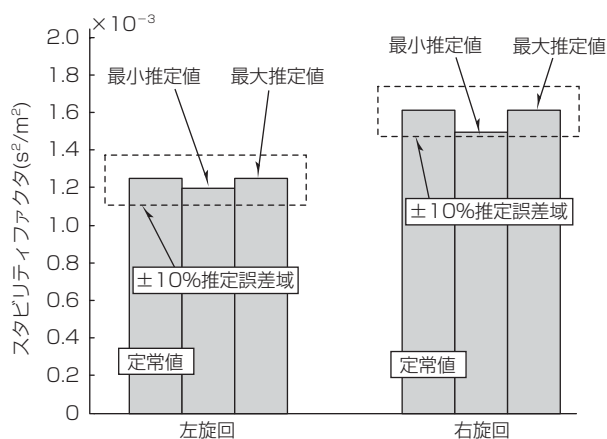 ×10⁻³
スタビリティファクタ(s²/m²)
2.0
1.8
1.6
1.4
1.2
1.0
0.8
0.6
0.4
0.2
0
最小推定値
最大推定値
±10%推定誤差域
定常値
左旋回
最小推定値
最大推定値
±10%推定誤差域
定常値
右旋回